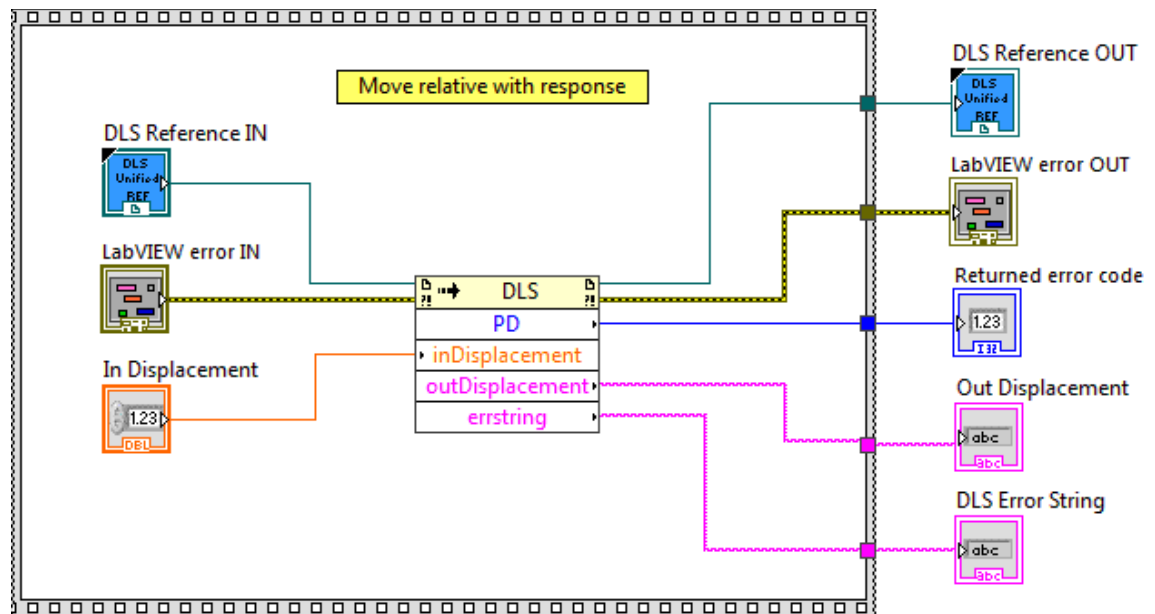 Move relative with response
DLS Reference IN
DLS
Unified
REF
LabVIEW error IN
?!
In Displacement
1.23
DBL
DLS
?!
?!
PD
inDisplacement
outDisplacement
errstring
DLS Reference OUT
DLS
Unified
REF
LabVIEW error OUT
?!
Returned error code
1.23
I32
Out Displacement
abc
abc
DLS Error String
abc
abc